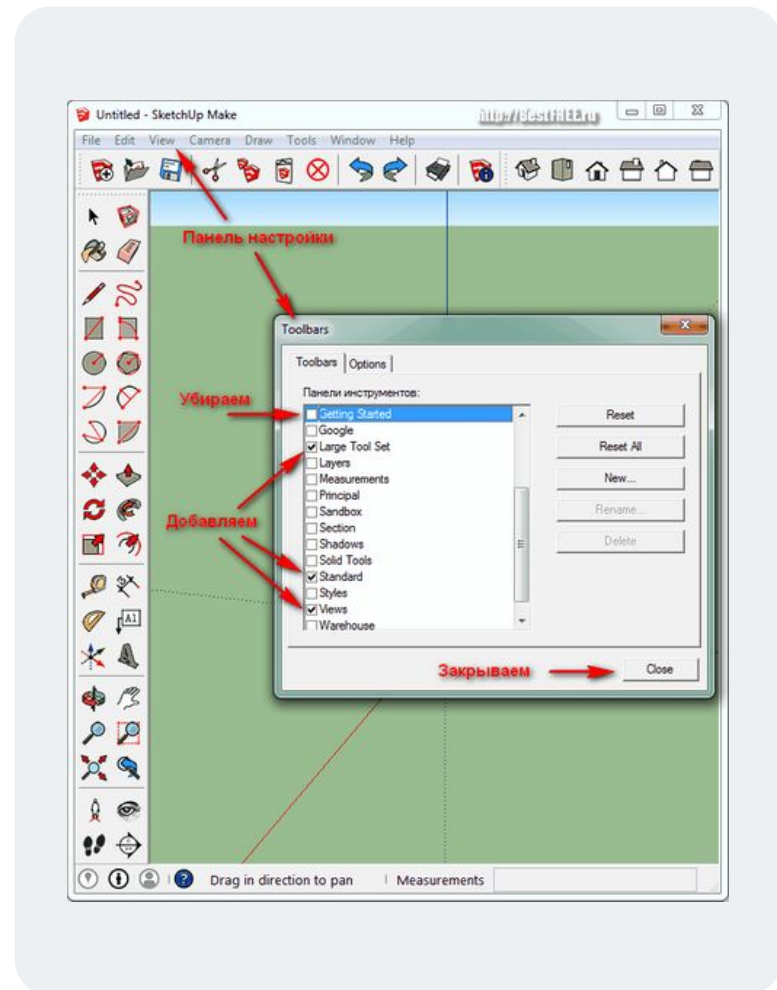 Untitled - SketchUp Make
http://BestFREE.ru
File Edit View Camera Draw Tools Window Help
Панель настройки
Toolbars
Toolbars Options
Панели инструментов:
Убираем
Getting Started
Reset
Google
Large Tool Set
Reset All
Layers
Measurements
New...
Principal
Sandbox
Rename...
Добавляем
Section
Shadows
Delete
Solid Tools
Standard
Styles
Views
Warehouse
A1
Закрываем
Close
Drag in direction to pan
Measurements